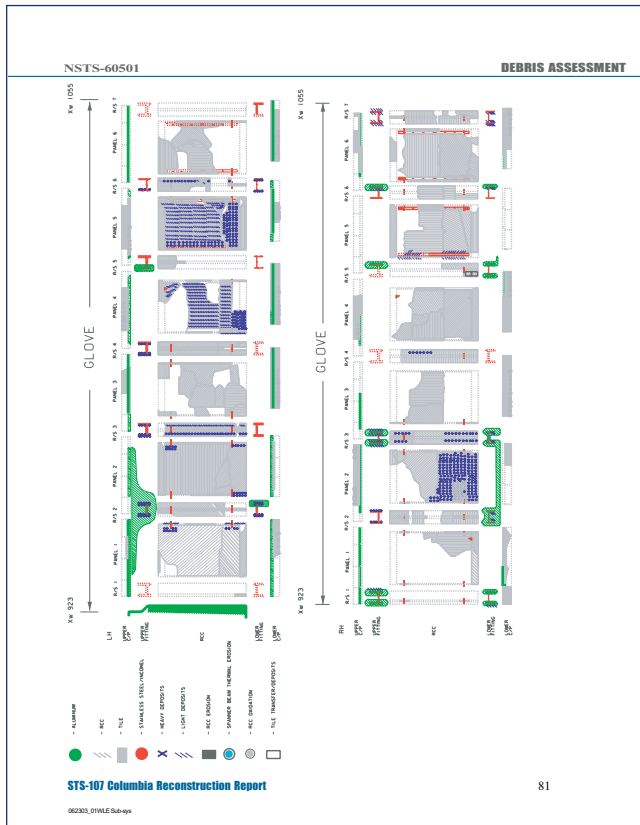 NSTS-60501
DEBRIS ASSESSMENT
Xw 1055
GLOVE
Xw 923
R/S 7
PANEL 6
R/S 6
PANEL 5
R/S 5
PANEL 4
R/S 4
PANEL 3
R/S 3
PANEL 2
R/S 2
PANEL 1
R/S 1
LH
UPPER C/P
UPPER FITTING
RCC
LOWER FITTING
LOWER C/P
Xw 1055
GLOVE
Xw 923
R/S 7
PANEL 6
R/S 6
PANEL 5
R/S 5
PANEL 4
R/S 4
PANEL 3
R/S 3
PANEL 2
R/S 2
PANEL 1
R/S 1
RH
UPPER C/P
UPPER FITTING
RCC
LOWER FITTING
LOWER C/P
- ALUMINUM
- RCC
- TILE
- STAINLESS STEEL/INCONEL
- HEAVY DEPOSITS
- LIGHT DEPOSITS
- RCC EROSION
- SPANNER BEAM THERMAL EROSION
- RCC OXIDATION
- TILE TRANSFER/DEPOSITS
STS-107 Columbia Reconstruction Report
81
062303_01WLE Sub-sys